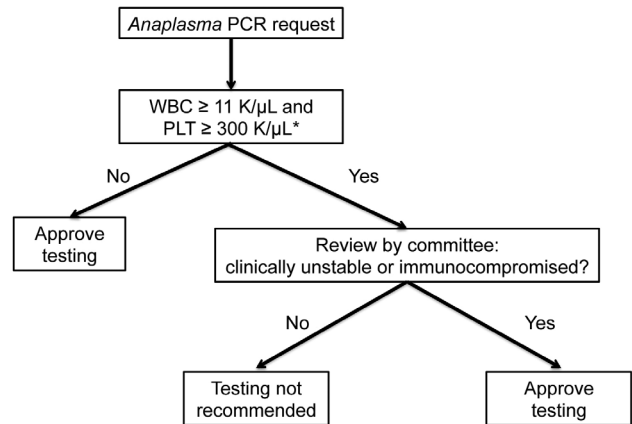 Anaplasma PCR request
WBC ≥ 11 K/µL and
PLT ≥ 300 K/µL*
No
Yes
Approve
testing
Review by committee:
clinically unstable or immunocompromised?
No
Yes
Testing not
recommended
Approve
testing